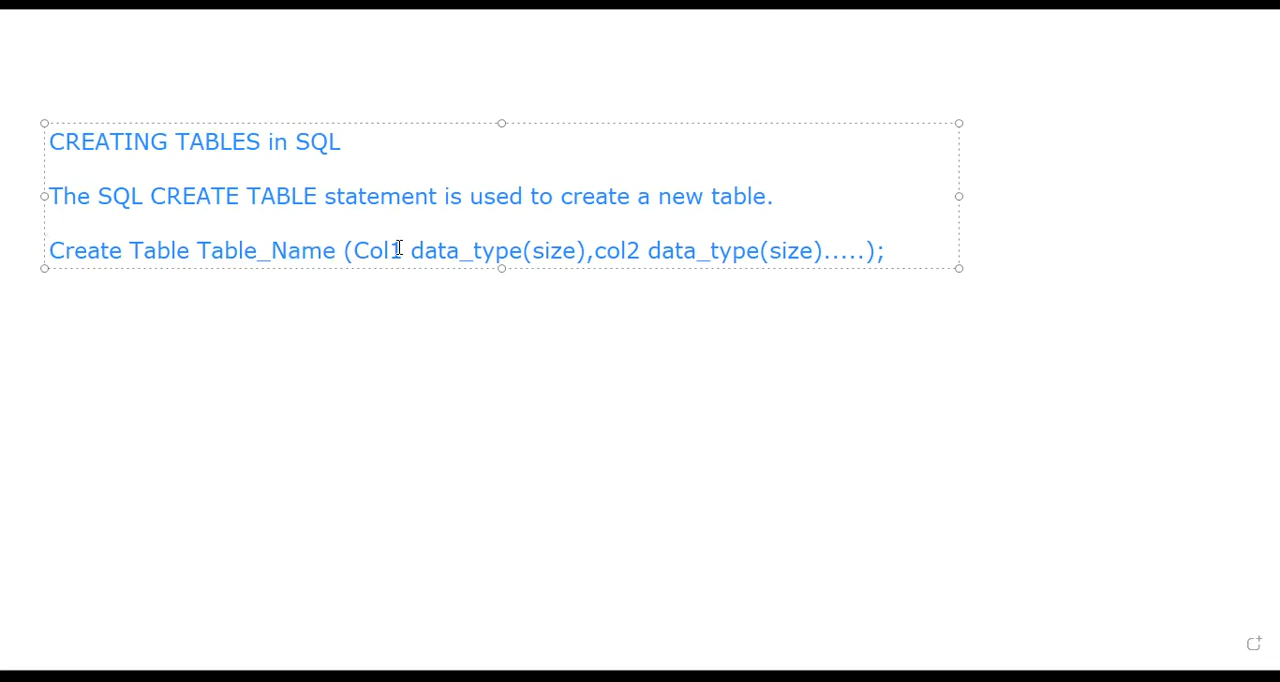 CREATING TABLES in SQL
The SQL CREATE TABLE statement is used to create a new table.
Create Table Table_Name (Col1 data_type(size),col2 data_type(size).....);